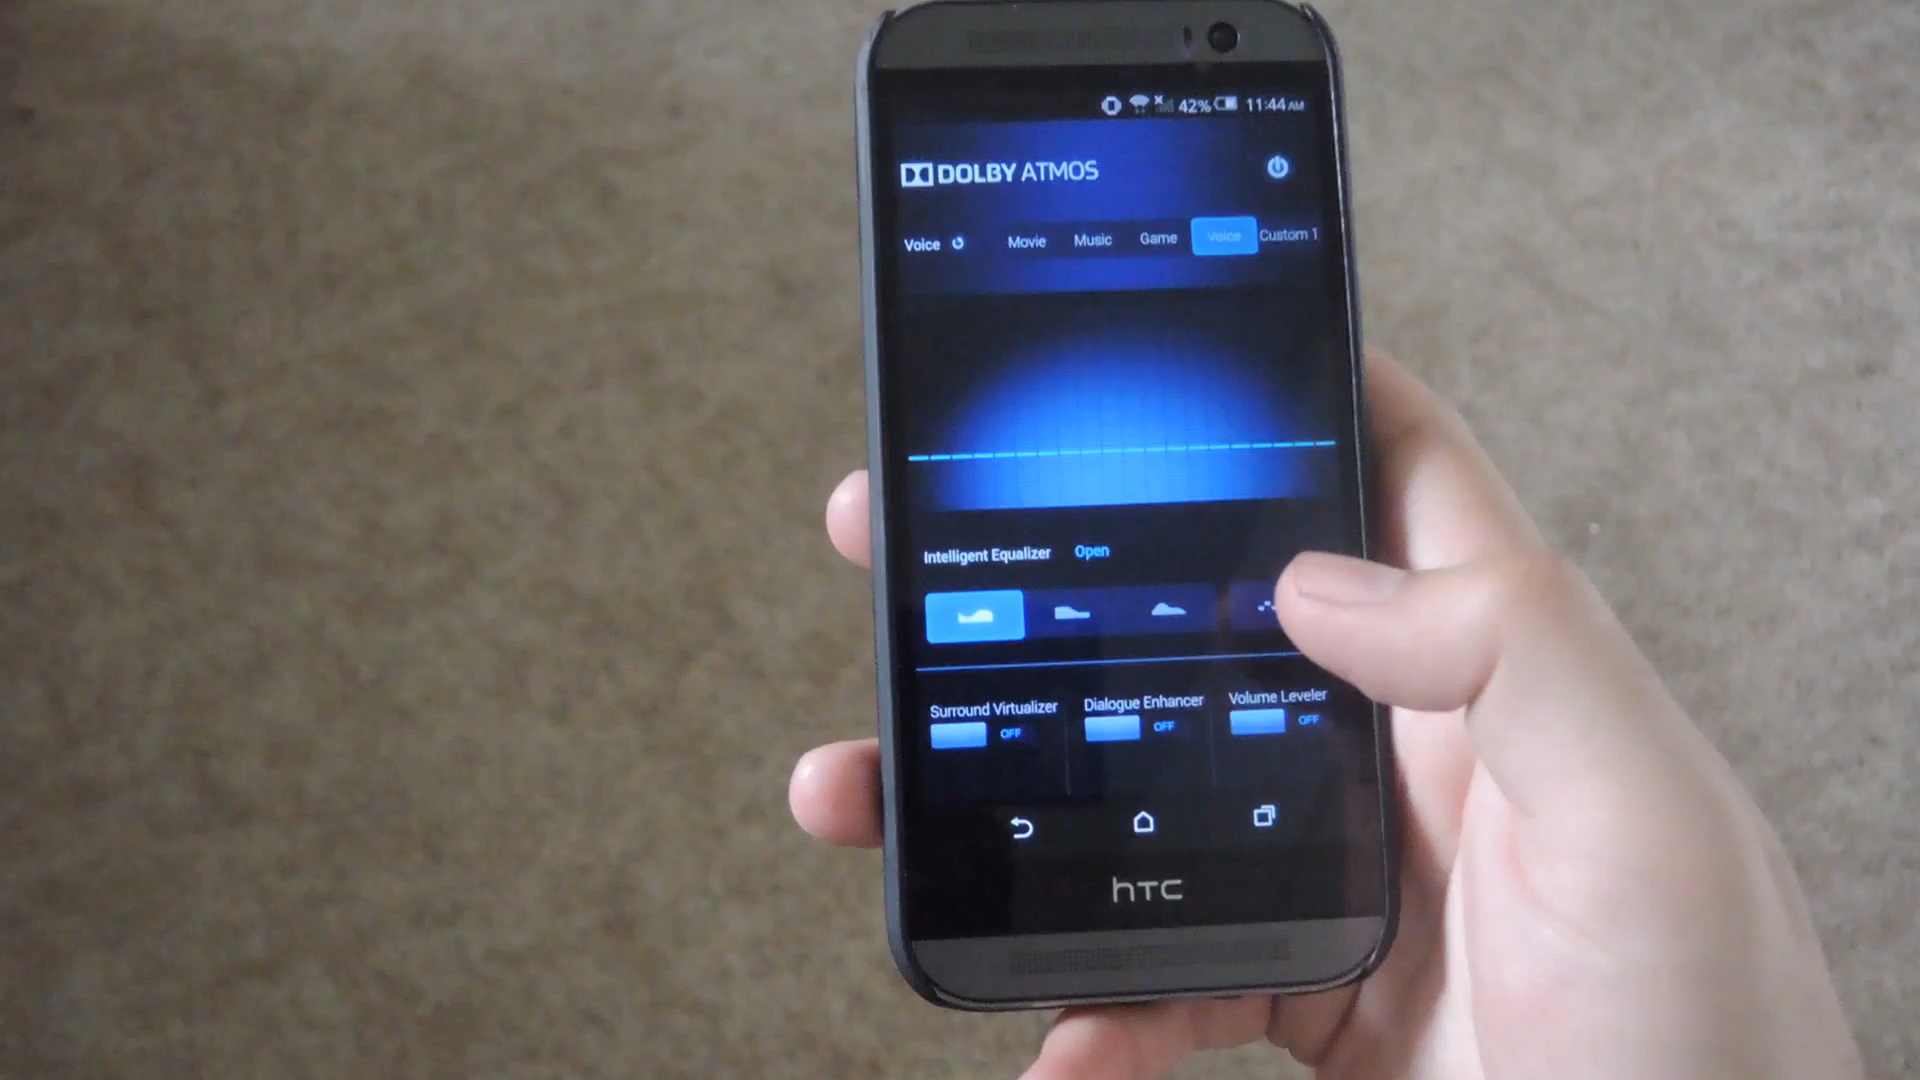 42% 11:44 AM
DOLBY ATMOS
Voice Movie Music Game Voice Custom 1
Intelligent Equalizer Open
Surround Virtualizer Dialogue Enhancer Volume Leveler
OFF OFF OFF
hTC